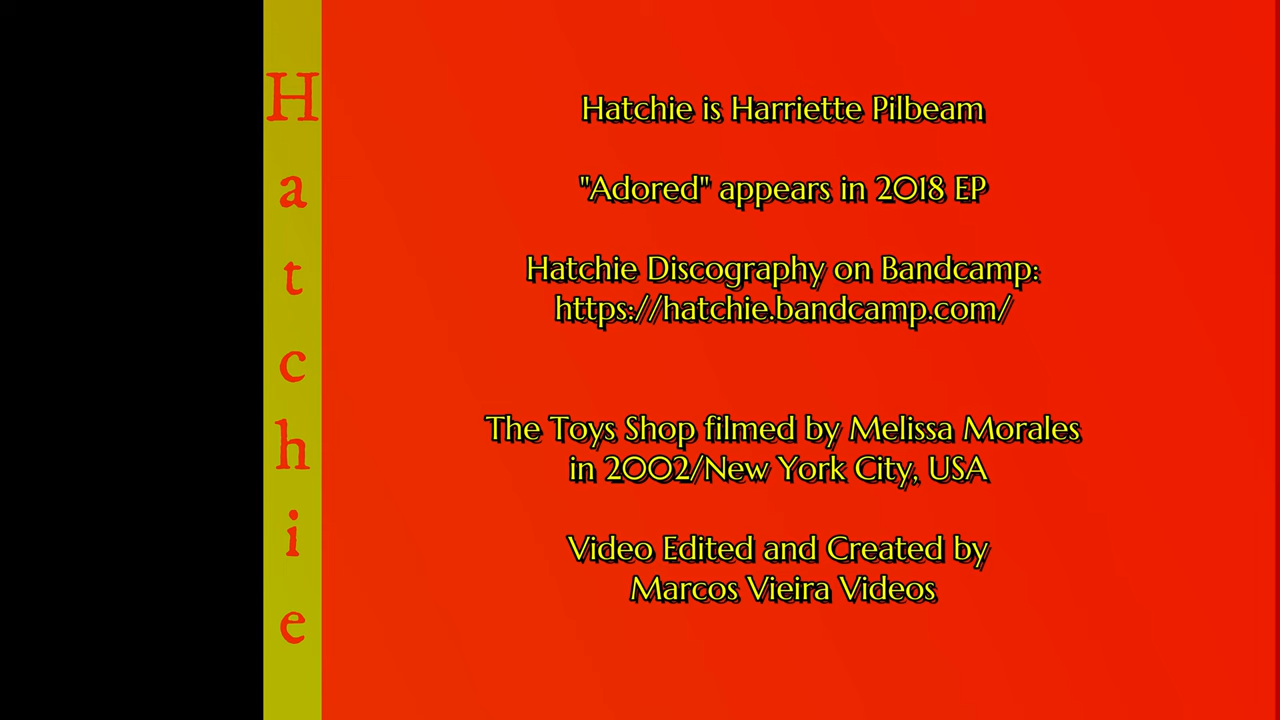 Hatchie
Hatchie is Harriette Pilbeam
"Adored" appears in 2018 EP
Hatchie Discography on Bandcamp:
https://hatchie.bandcamp.com/
The Toys Shop filmed by Melissa Morales
in 2002/New York City, USA
Video Edited and Created by
Marcos Vieira Videos